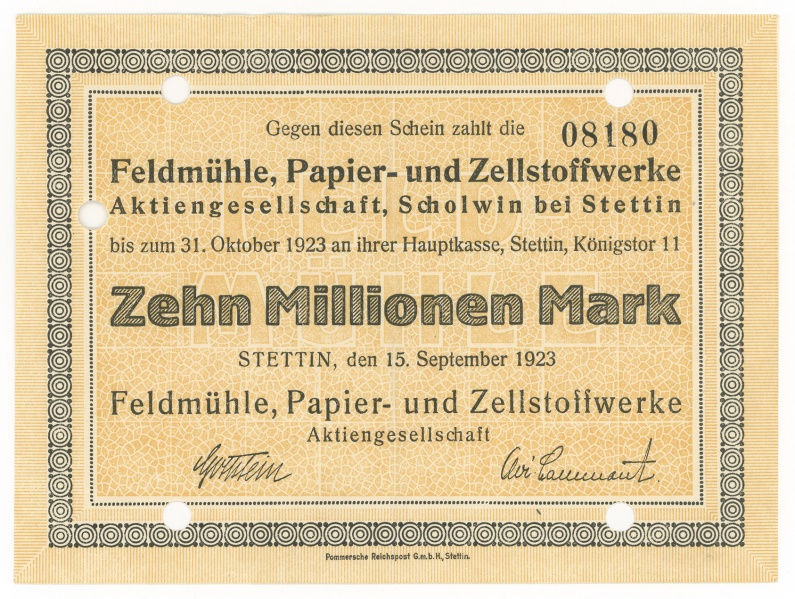 Gegen diesen Schein zahlt die 08180
Feldmühle, Papier- und Zellstoffwerke
Aktiengesellschaft, Scholwin bei Stettin
bis zum 31. Oktober 1923 an ihrer Hauptkasse, Stettin, Königstor 11
Zehn Millionen Mark
STETTIN, den 15. September 1923
Feldmühle, Papier- und Zellstoffwerke
Aktiengesellschaft
Pommersche Reichspost G.m.b.H., Stettin.
FELD-
MÜHLE